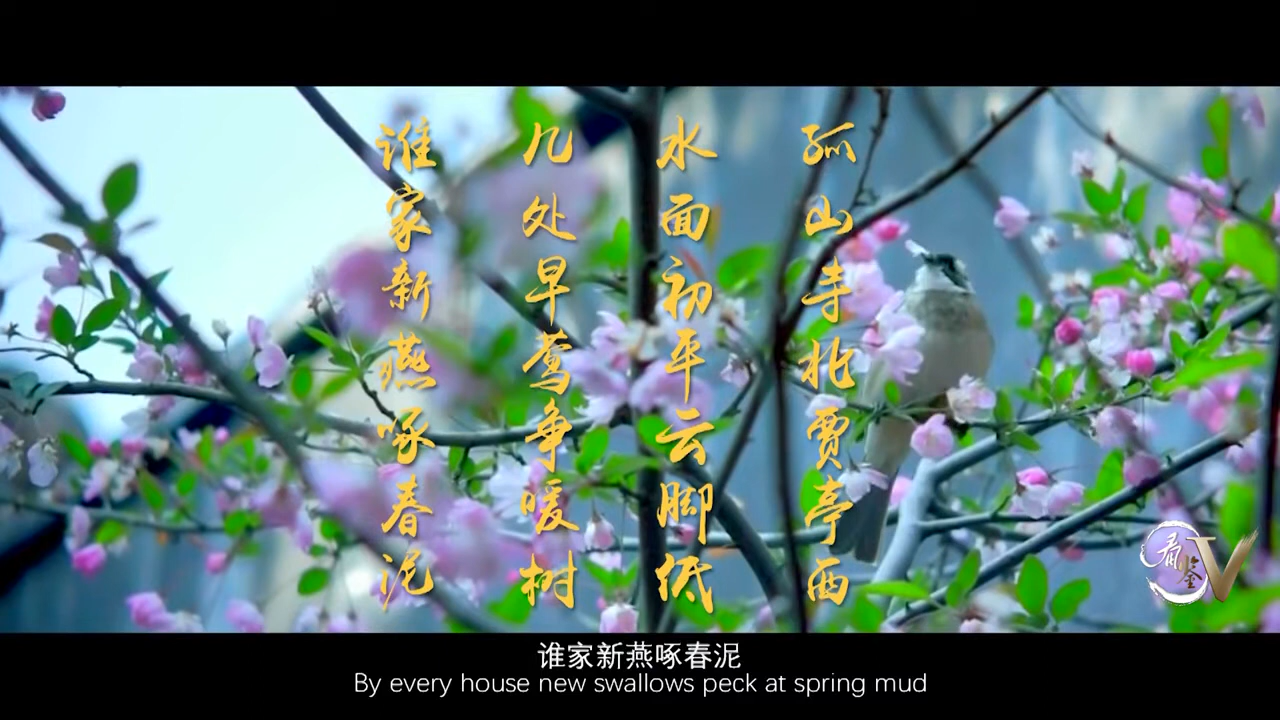 孤山寺北贾亭西
水面初平云脚低
几处早莺争暖树
谁家新燕啄春泥
看鉴
V
谁家新燕啄春泥
By every house new swallows peck at spring mud